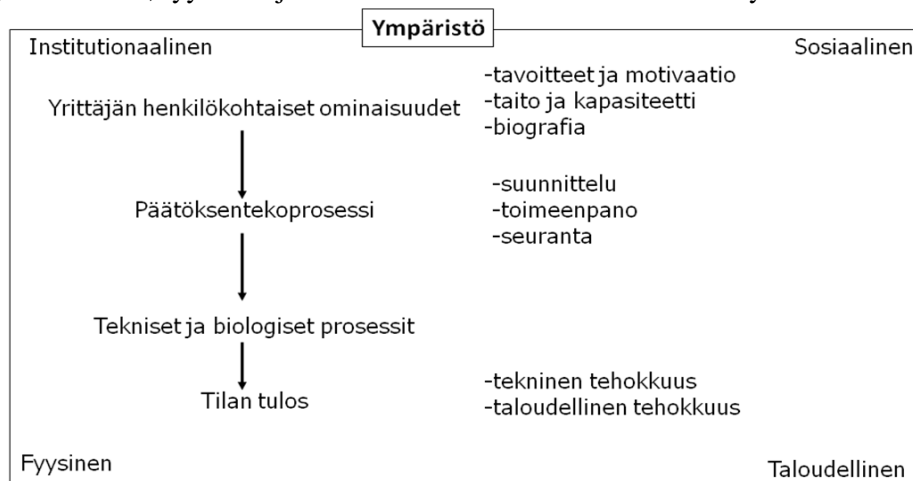 Ympäristö
Institutionaalinen
Sosiaalinen
-tavoitteet ja motivaatio
Yrittäjän henkilökohtaiset ominaisuudet
-taito ja kapasiteetti
-biografia
-suunnittelu
Päätöksentekoprosessi
-toimeenpano
-seuranta
Tekniset ja biologiset prosessit
-tekninen tehokkuus
Tilan tulos
-taloudellinen tehokkuus
Fyysinen
Taloudellinen